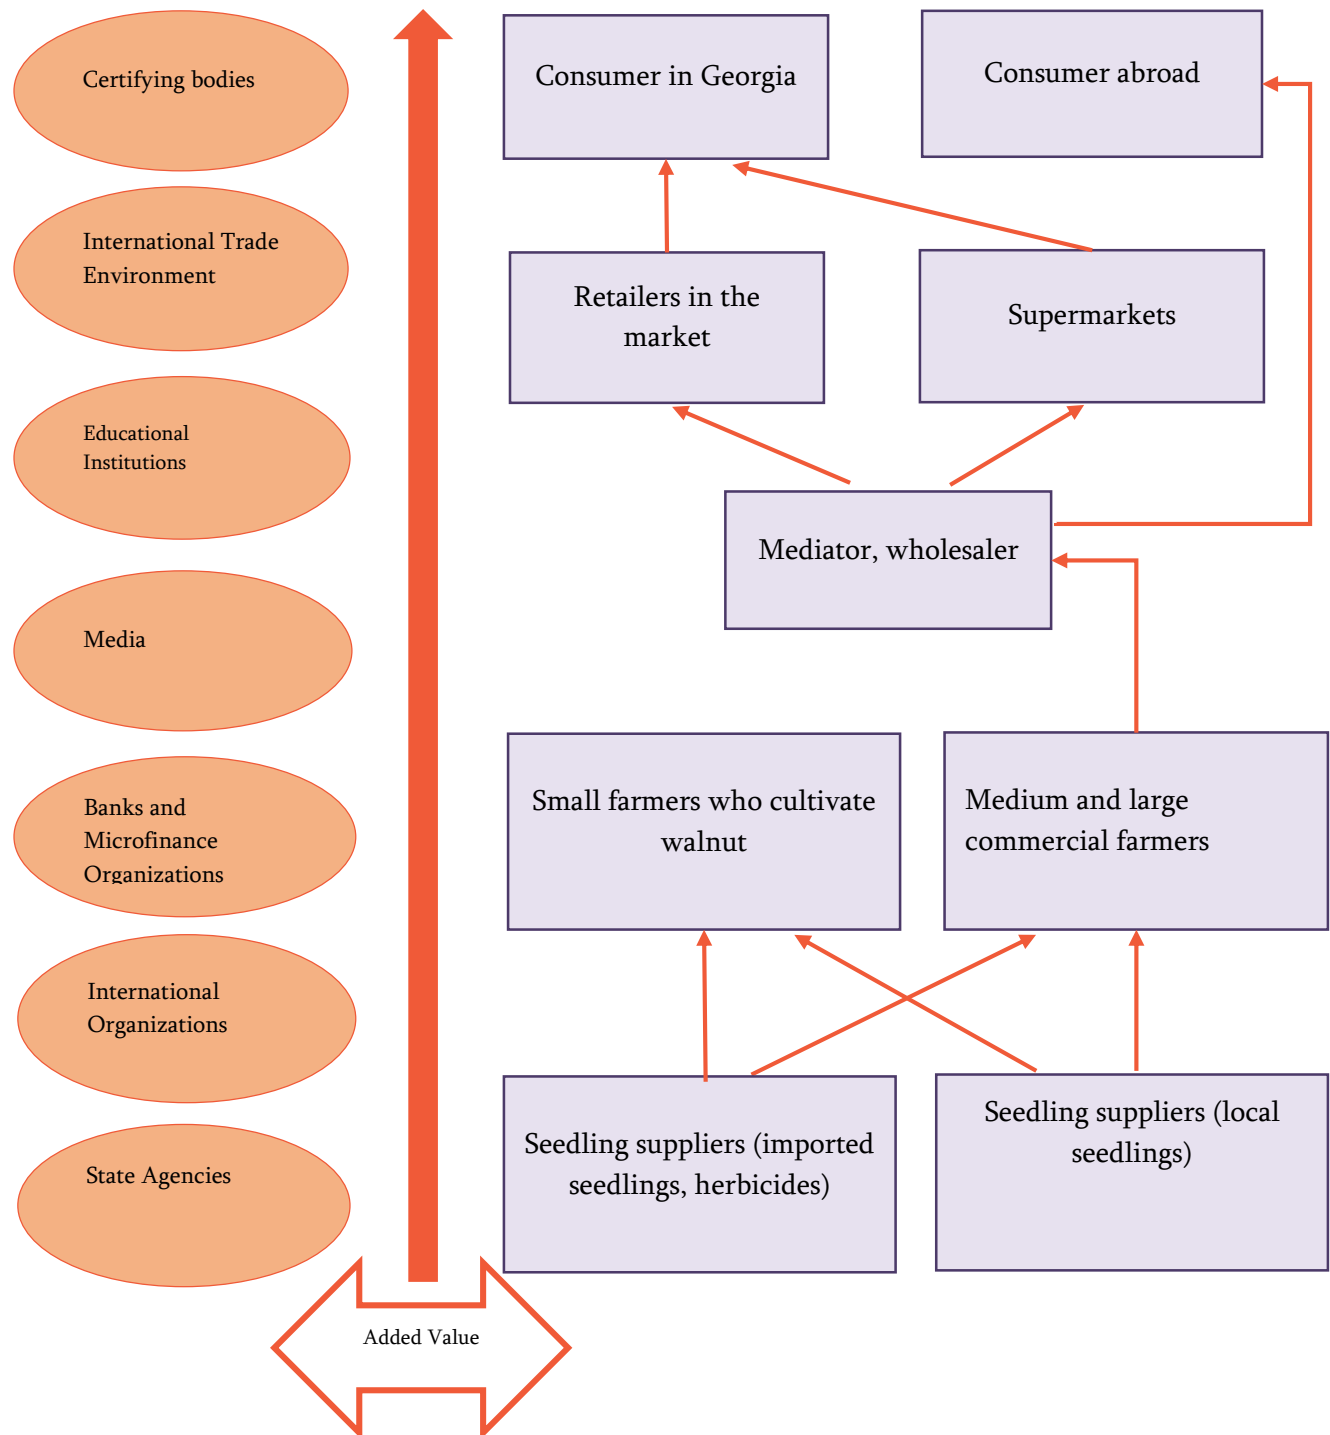 Certifying bodies
International Trade
Environment
Educational
Institutions
Media
Banks and
Microfinance
Organizations
International
Organizations
State Agencies
Added Value
Consumer in Georgia
Consumer abroad
Retailers in the
market
Supermarkets
Mediator, wholesaler
Small farmers who cultivate
walnut
Medium and large
commercial farmers
Seedling suppliers (imported
seedlings, herbicides)
Seedling suppliers (local
seedlings)